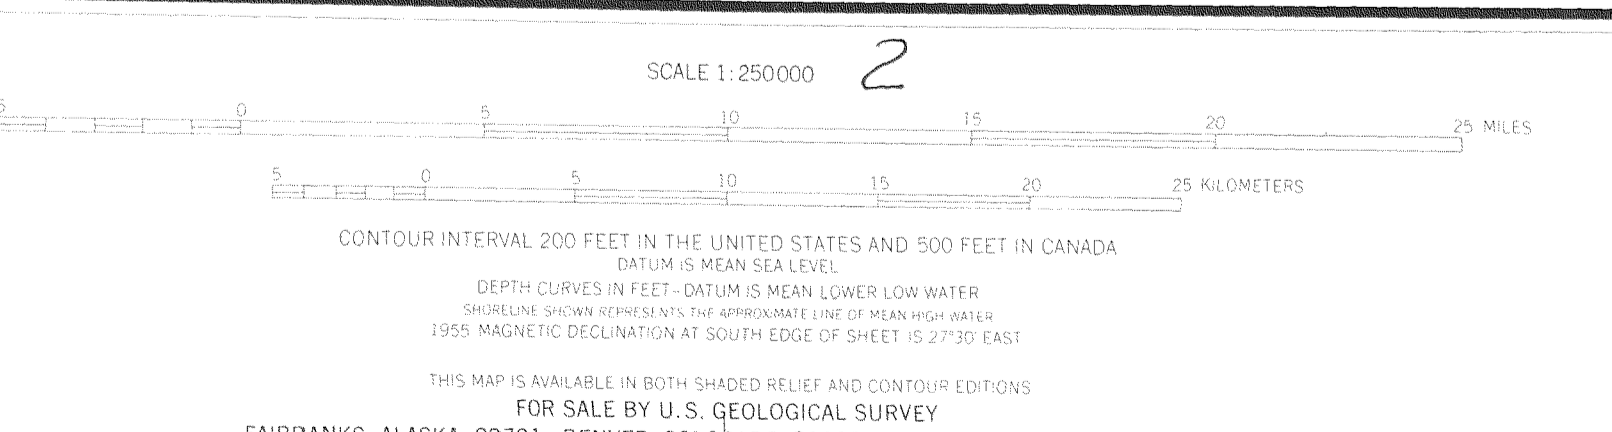 SCALE 1:250000 2
5 0 5 10 15 20 25 MILES
5 0 5 10 15 20 25 KILOMETERS
CONTOUR INTERVAL 200 FEET IN THE UNITED STATES AND 500 FEET IN CANADA
DATUM IS MEAN SEA LEVEL
DEPTH CURVES IN FEET-DATUM IS MEAN LOWER LOW WATER
SHORELINE SHOWN REPRESENTS THE APPROXIMATE LINE OF MEAN HIGH WATER
1955 MAGNETIC DECLINATION AT SOUTH EDGE OF SHEET IS 27°30' EAST
THIS MAP IS AVAILABLE IN BOTH SHADED RELIEF AND CONTOUR EDITIONS
FOR SALE BY U.S. GEOLOGICAL SURVEY
FAIRBANKS, ALASKA